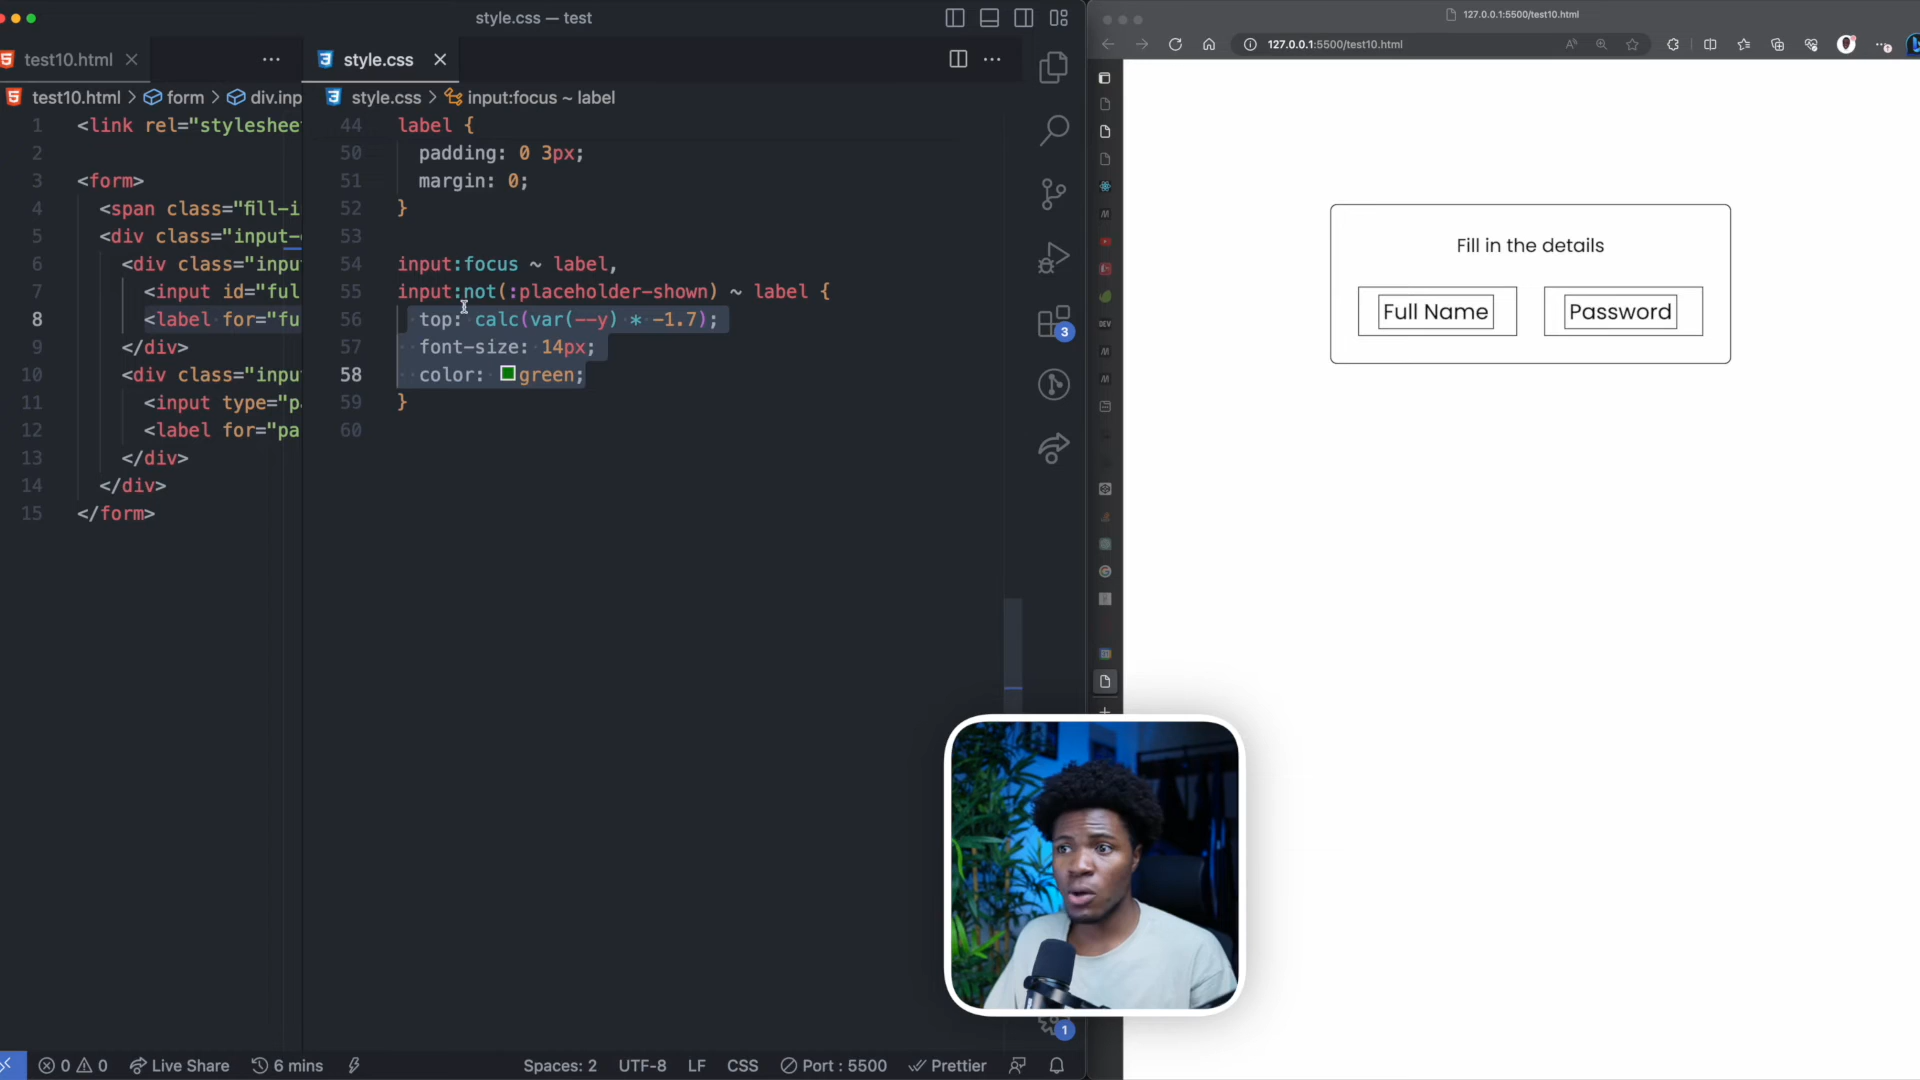 style.css — test
test10.html
style.css
test10.html > form > div.inp
style.css > input:focus ~ label
1 <link rel="styleshee
2
3 <form>
4 <span class="fill-i
5 <div class="input-
6 <div class="inpu
7 <input id="ful
8 <label for="fu
9 </div>
10 <div class="inpu
11 <input type="pa
12 <label for="pa
13 </div>
14 </div>
15 </form>
44 label {
50 padding: 0 3px;
51 margin: 0;
52 }
53
54 input:focus ~ label,
55 input:not(:placeholder-shown) ~ label {
56 top: calc(var(--y) * -1.7);
57 font-size: 14px;
58 color: green;
59 }
60
3
1
0 0 Live Share 6 mins
Spaces: 2 UTF-8 LF CSS Port : 5500 Prettier
127.0.0.1:5500/test10.html
127.0.0.1:5500/test10.html
DEV
Fill in the details
Full Name
Password